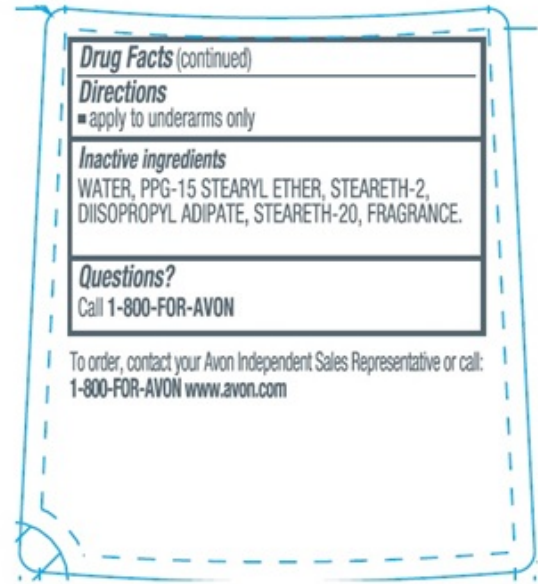 Drug Facts (continued)
Directions
▪ apply to underarms only
Inactive ingredients
WATER, PPG-15 STEARYL ETHER, STEARETH-2,
DIISOPROPYL ADIPATE, STEARETH-20, FRAGRANCE.
Questions?
Call 1-800-FOR-AVON
To order, contact your Avon Independent Sales Representative or call:
1-800-FOR-AVON www.avon.com